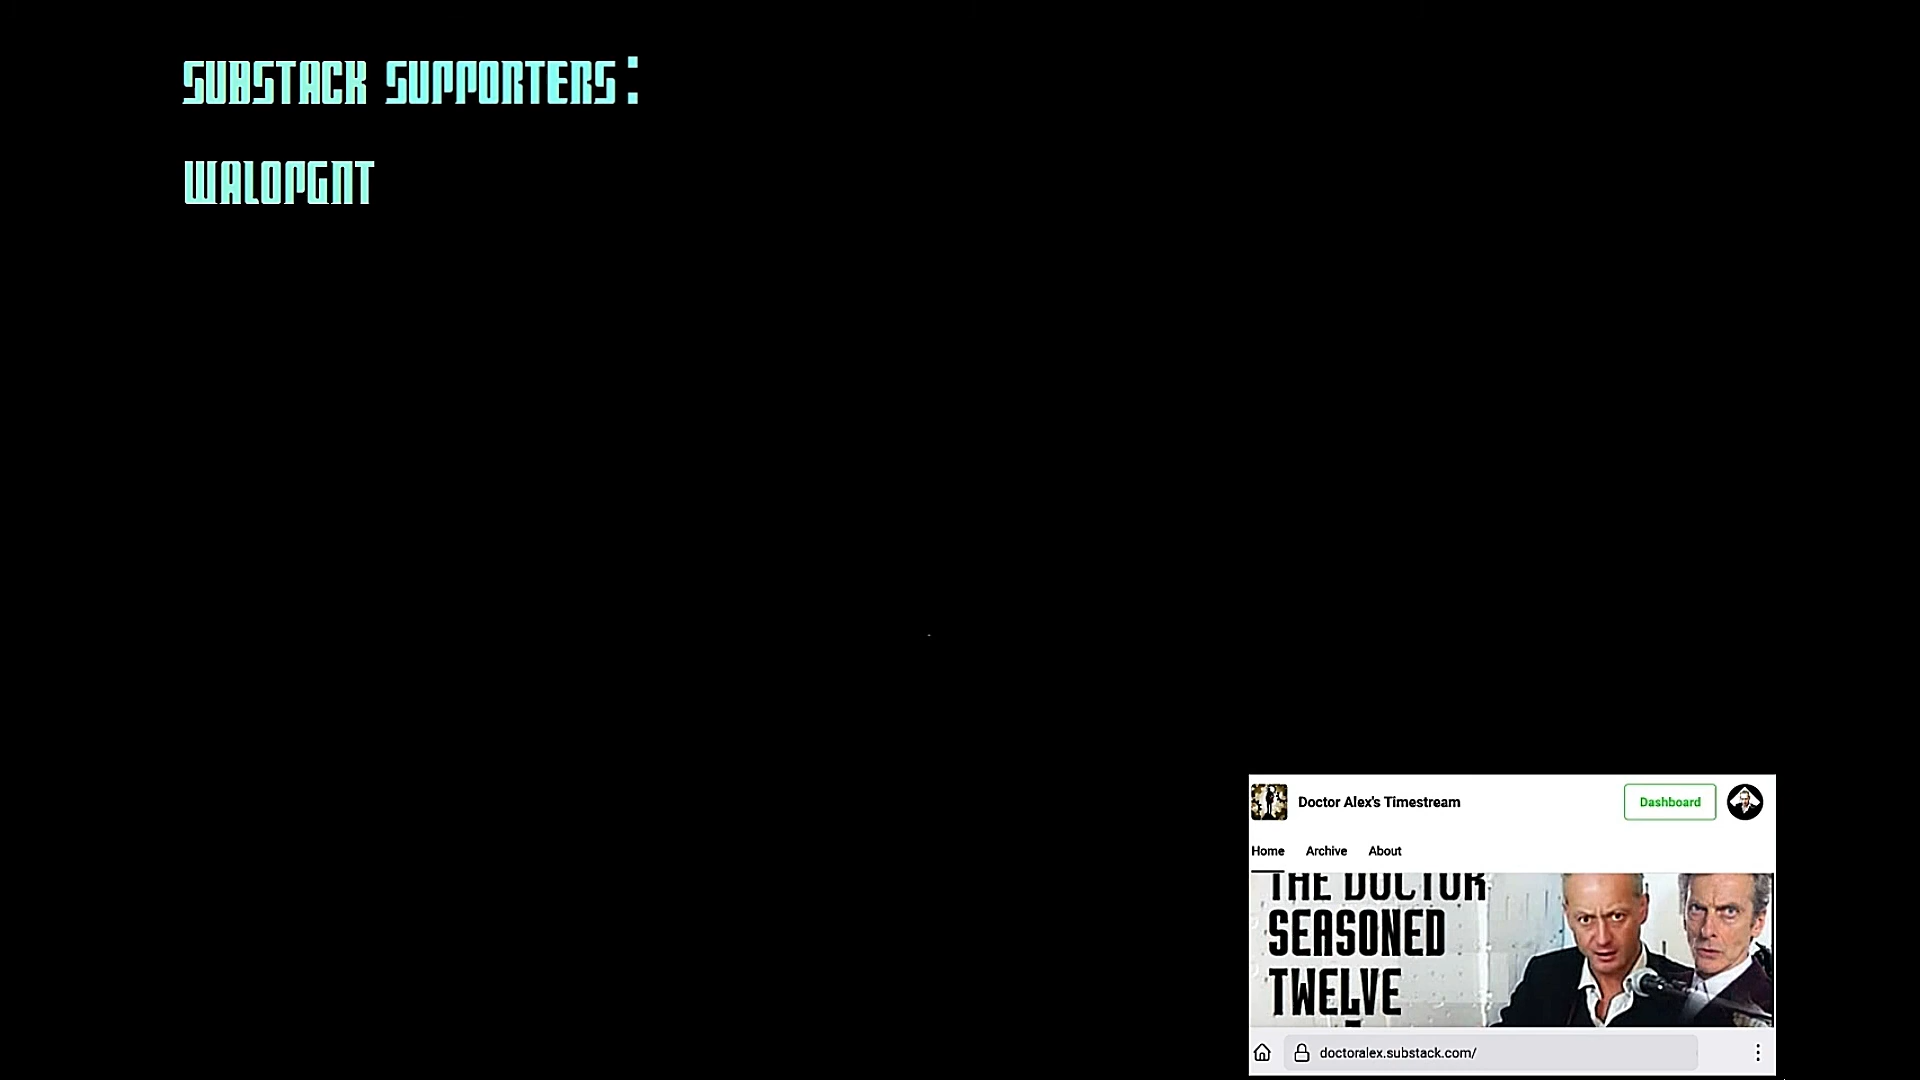 SUBSTACK SUPPORTERS:
WALOPGNT
Doctor Alex's Timestream
Dashboard
Home Archive About
THE DOCTOR
SEASONED
TWELVE
doctoralex.substack.com/